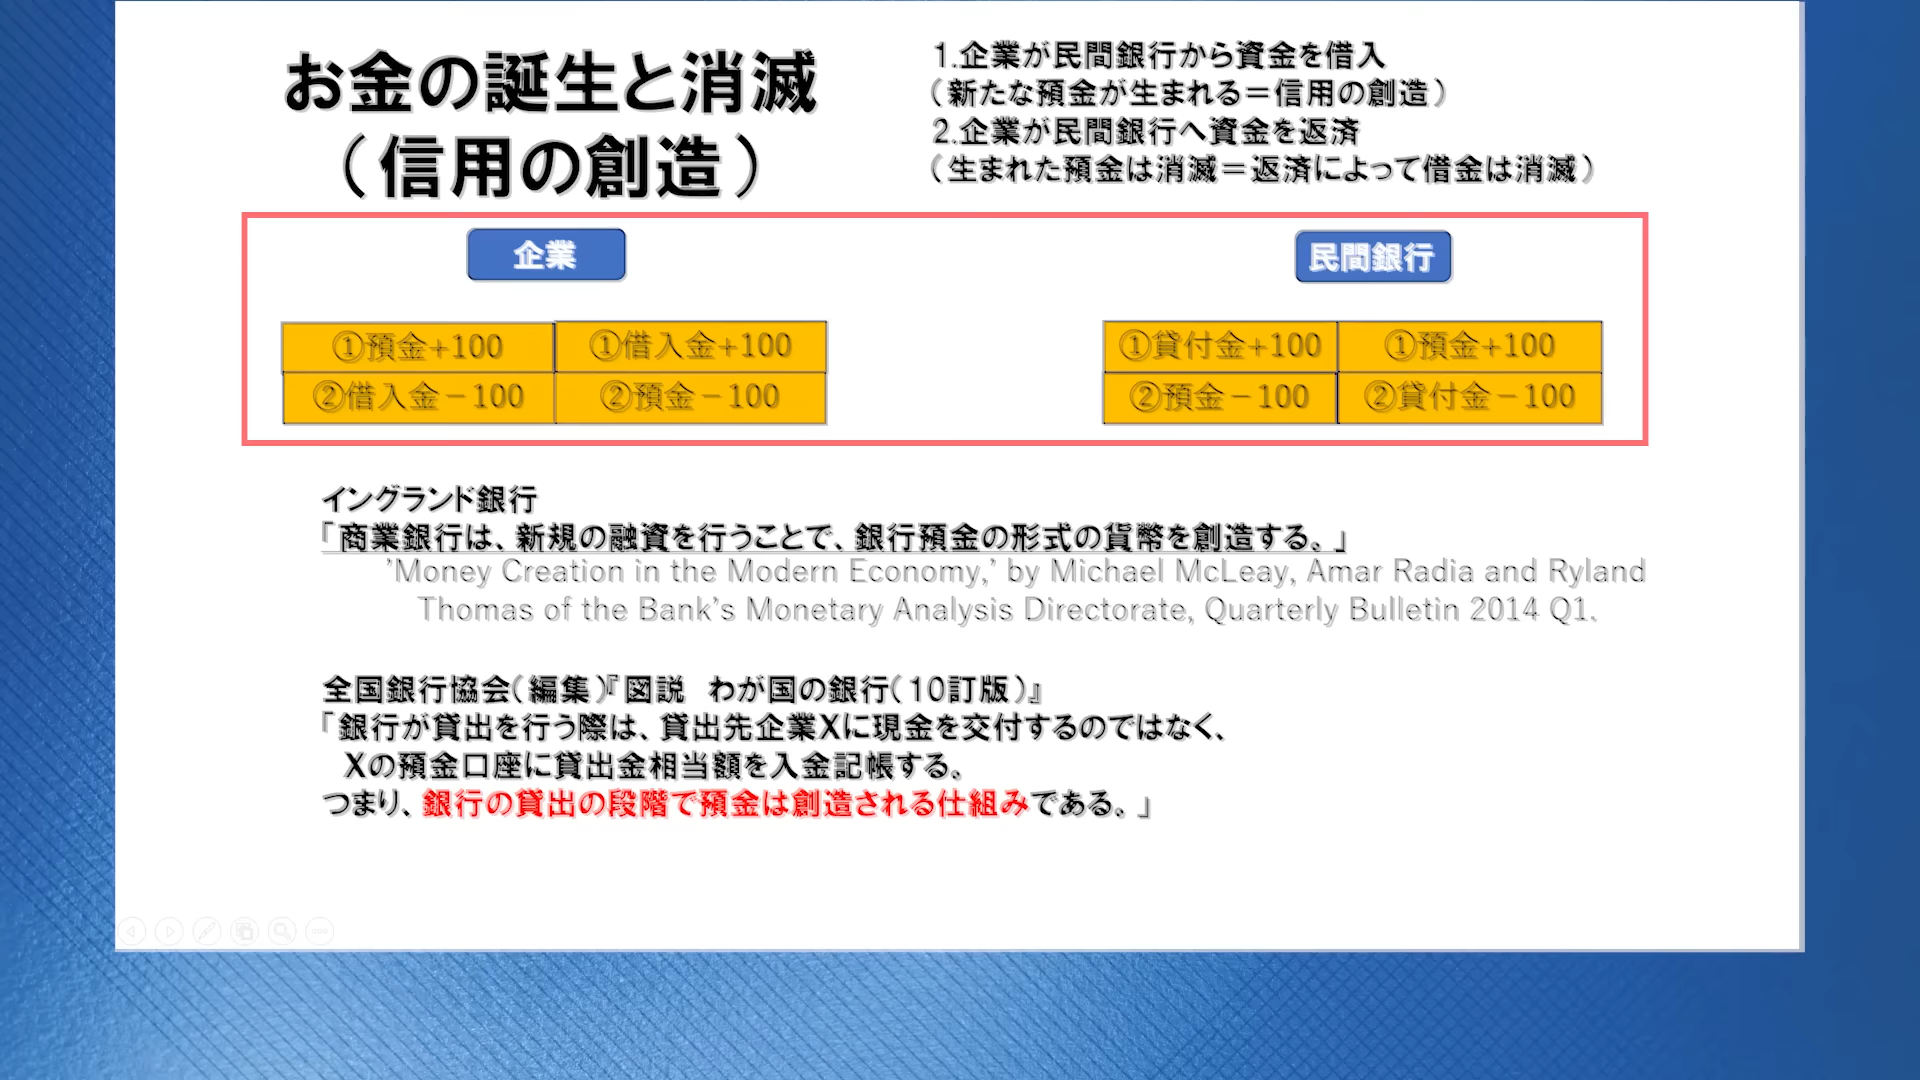 お金の誕生と消滅
（信用の創造）
1.企業が民間銀行から資金を借入
（新たな預金が生まれる＝信用の創造）
2.企業が民間銀行へ資金を返済
（生まれた預金は消滅＝返済によって借金は消滅）
企業
①預金+100 ①借入金+100
②借入金－100 ②預金－100
民間銀行
①貸付金+100 ①預金+100
②預金－100 ②貸付金－100
イングランド銀行
「商業銀行は、新規の融資を行うことで、銀行預金の形式の貨幣を創造する。」
’Money Creation in the Modern Economy,’ by Michael McLeay, Amar Radia and Ryland
Thomas of the Bank’s Monetary Analysis Directorate, Quarterly Bulletin 2014 Q1.
全国銀行協会（編集）『図説　わが国の銀行（10訂版）』
「銀行が貸出を行う際は、貸出先企業Xに現金を交付するのではなく、
Xの預金口座に貸出金相当額を入金記帳する。
つまり、銀行の貸出の段階で預金は創造される仕組みである。」